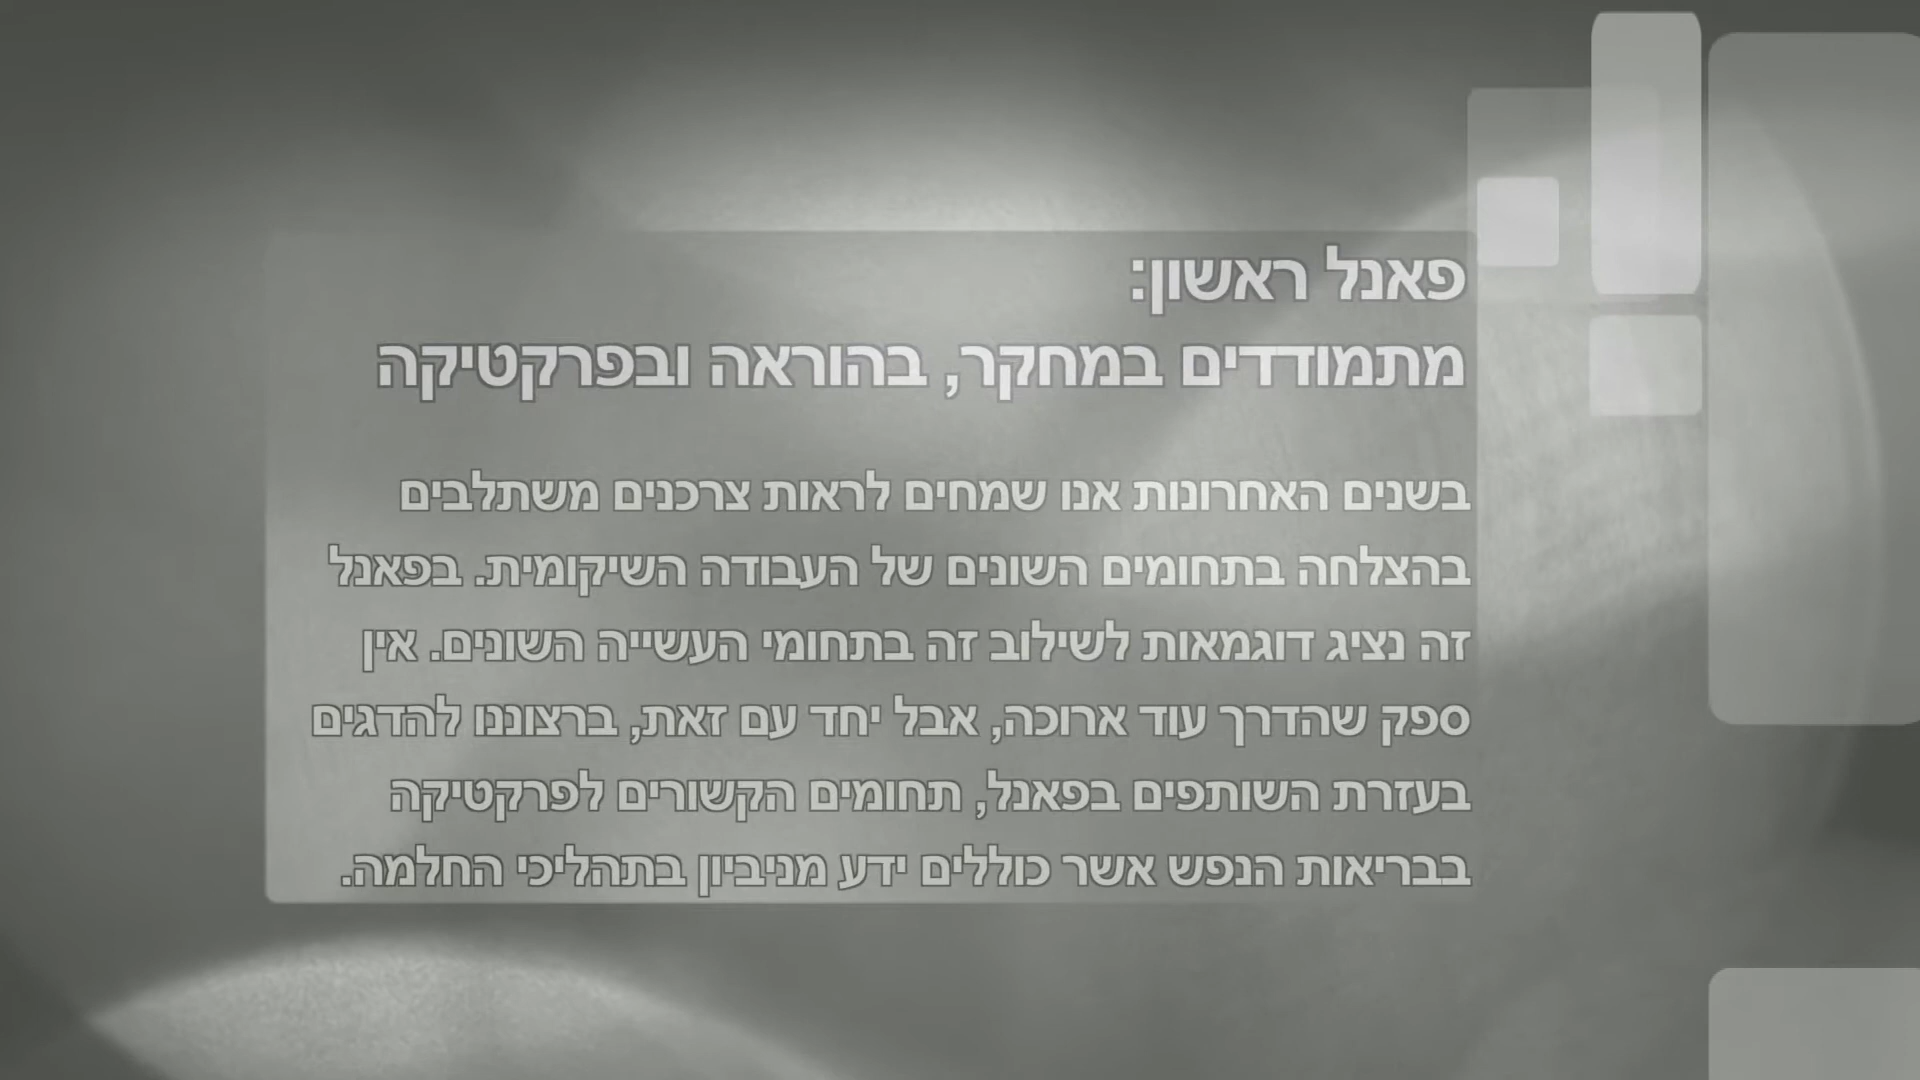 פאנל ראשון:
מתמודדים במחקר, בהוראה ובפרקטיקה
בשנים האחרונות אנו שמחים לראות צרכנים משתלבים
בהצלחה בתחומים השונים של העבודה השיקומית. בפאנל
זה נציג דוגמאות לשילוב זה בתחומי העשייה השונים. אין
ספק שהדרך עוד ארוכה, אבל יחד עם זאת, ברצוננו להדגים
בעזרת השותפים בפאנל, תחומים הקשורים לפרקטיקה
בבריאות הנפש אשר כוללים ידע מניביון בתהליכי החלמה.